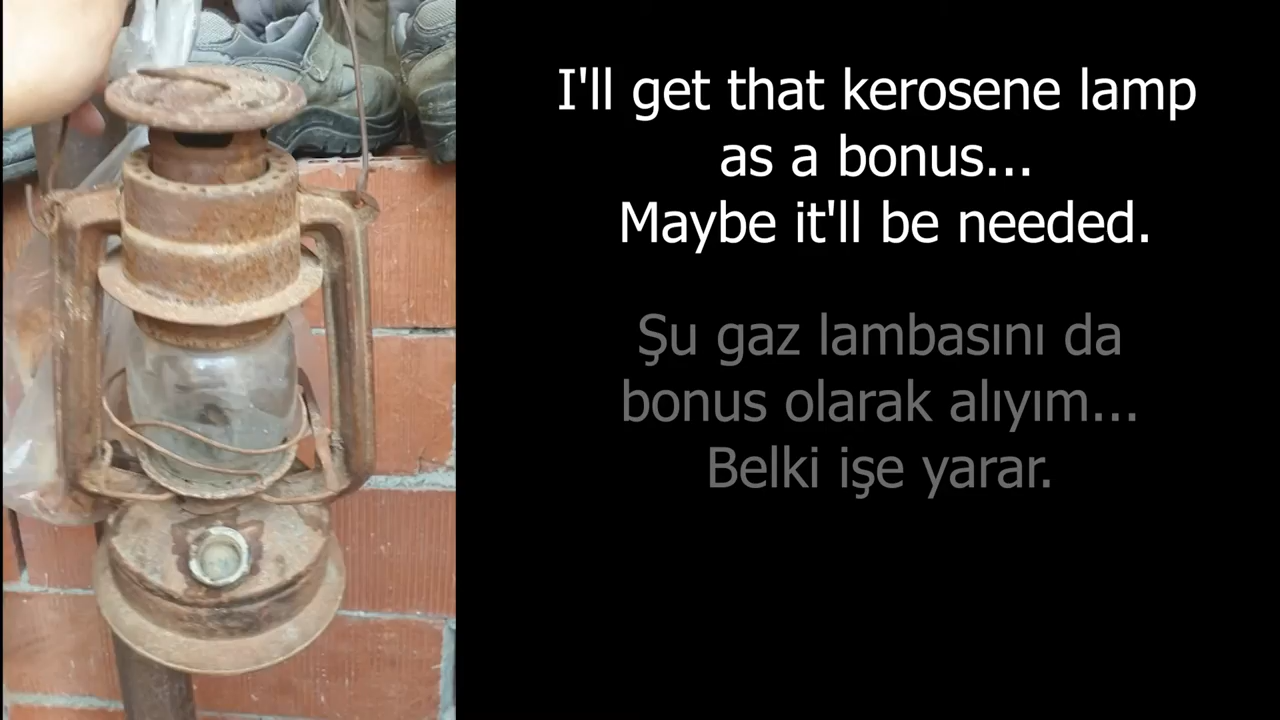 I'll get that kerosene lamp
as a bonus...
Maybe it'll be needed.
Şu gaz lambasını da
bonus olarak alıyım...
Belki işe yarar.